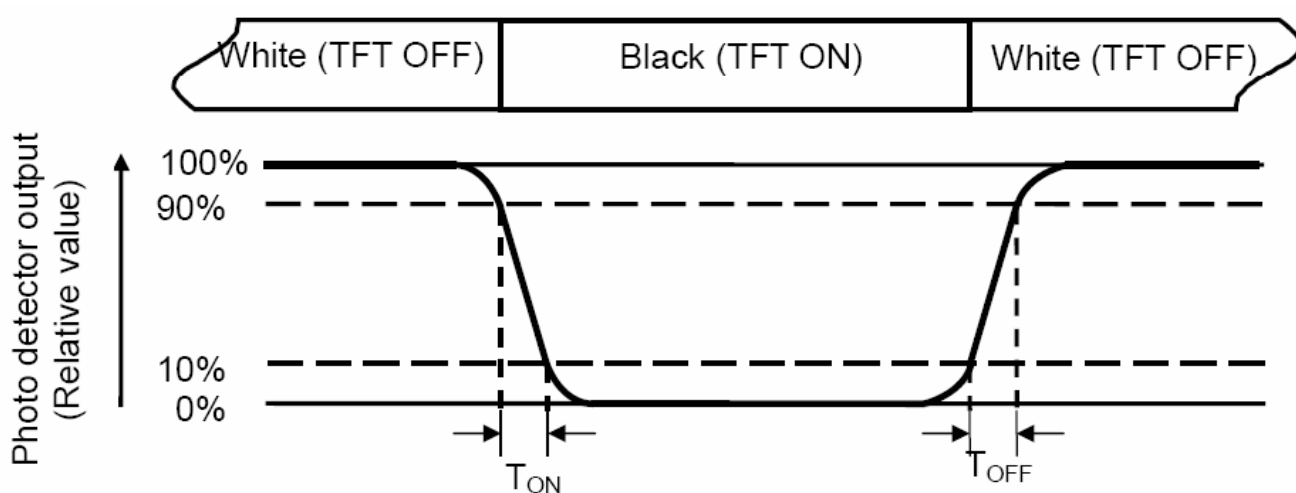 White (TFT OFF)
Black (TFT ON)
White (TFT OFF)
Photo detector output
(Relative value)
100%
90%
10%
0%
TON
TOFF